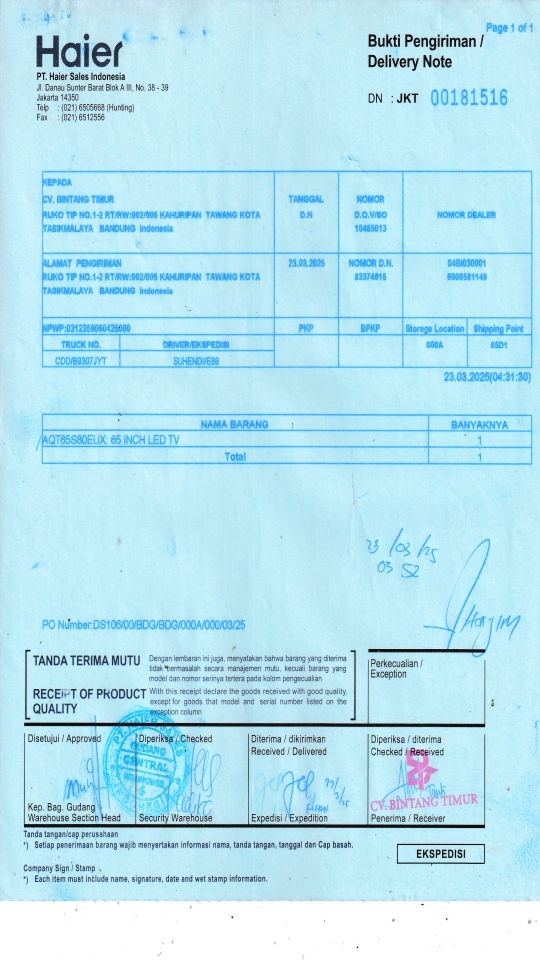 Page 1 of 1
Haier
Bukti Pengiriman /
Delivery Note
PT. Haier Sales Indonesia
Jl. Danau Sunter Barat Blok A III, No. 38 - 39
Jakarta 14350
Telp : (021) 6505668 (Hunting)
Fax : (021) 6512556
DN : JKT 00181516
KEPADA
CV. BINTANG TIMUR TANGGAL NOMOR
RUKO TIP NO.1-2 RT/RW:002/005 KAHURIPAN TAWANG KOTA D.N D.O.V/SO NOMOR DEALER
TASIKMALAYA BANDUNG Indonesia 10485013
ALAMAT PENGIRIMAN 23.03.2025 NOMOR D.N. 04BI030001
RUKO TIP NO.1-2 RT/RW:002/005 KAHURIPAN TAWANG KOTA 83374815 6000581149
TASIKMALAYA BANDUNG Indonesia
NPWP:0312359060425000 PKP BPKP Storage Location Shipping Point
TRUCK NO. DRIVER/EKSPEDISI 000A 65D1
CDD/B9307JYT SUHENDI/E89
23.03.2025(04:31:30)
NAMA BARANG BANYAKNYA
AQT65S80EUX: 65 INCH LED TV 1
Total 1
23/03/25
03 52
PO Number:DS106/00/BDG/BDG/000A/000/03/25
TANDA TERIMA MUTU
Dengan lembaran ini juga, menyatakan bahwa barang yang diterima
tidak bermasalah secara manajemen mutu, kecuali barang yang
model dan nomor serinya tertera pada kolom pengecualian
RECEIPT OF PRODUCT
QUALITY
With this receipt declare the goods received with good quality,
except for goods that model and serial number listed on the
exception column
Perkecualian /
Exception
Disetujui / Approved Diperiksa / Checked Diterima / dikirimkan Diperiksa / diterima
Received / Delivered Checked / Received
PT. HAIER SALES
GUDANG
CENTRAL
CV. BINTANG TIMUR
Kep. Bag. Gudang
Warehouse Section Head Security Warehouse Expedisi / Expedition Penerima / Receiver
Tanda tangan/cap perusahaan
*) Setiap penerimaan barang wajib menyertakan informasi nama, tanda tangan, tanggal dan Cap basah.
EKSPEDISI
Company Sign / Stamp
*) Each item must include name, signature, date and wet stamp information.